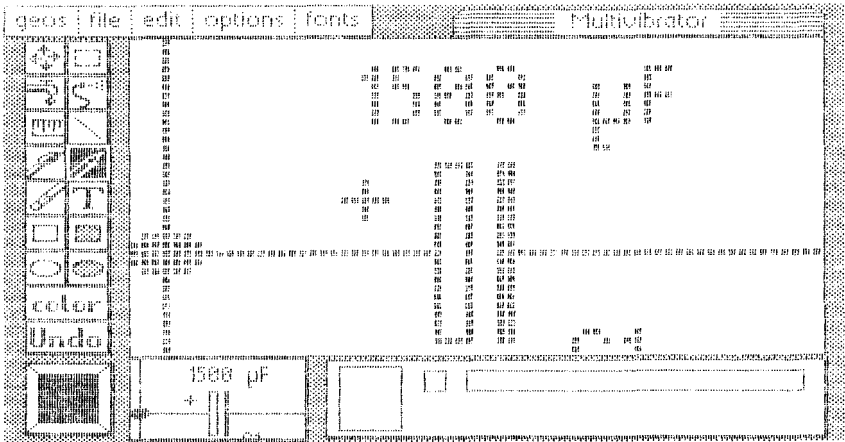 geos file edit options fonts Multivibrator
1500 pF
+
color
Undo
1500 pF
+